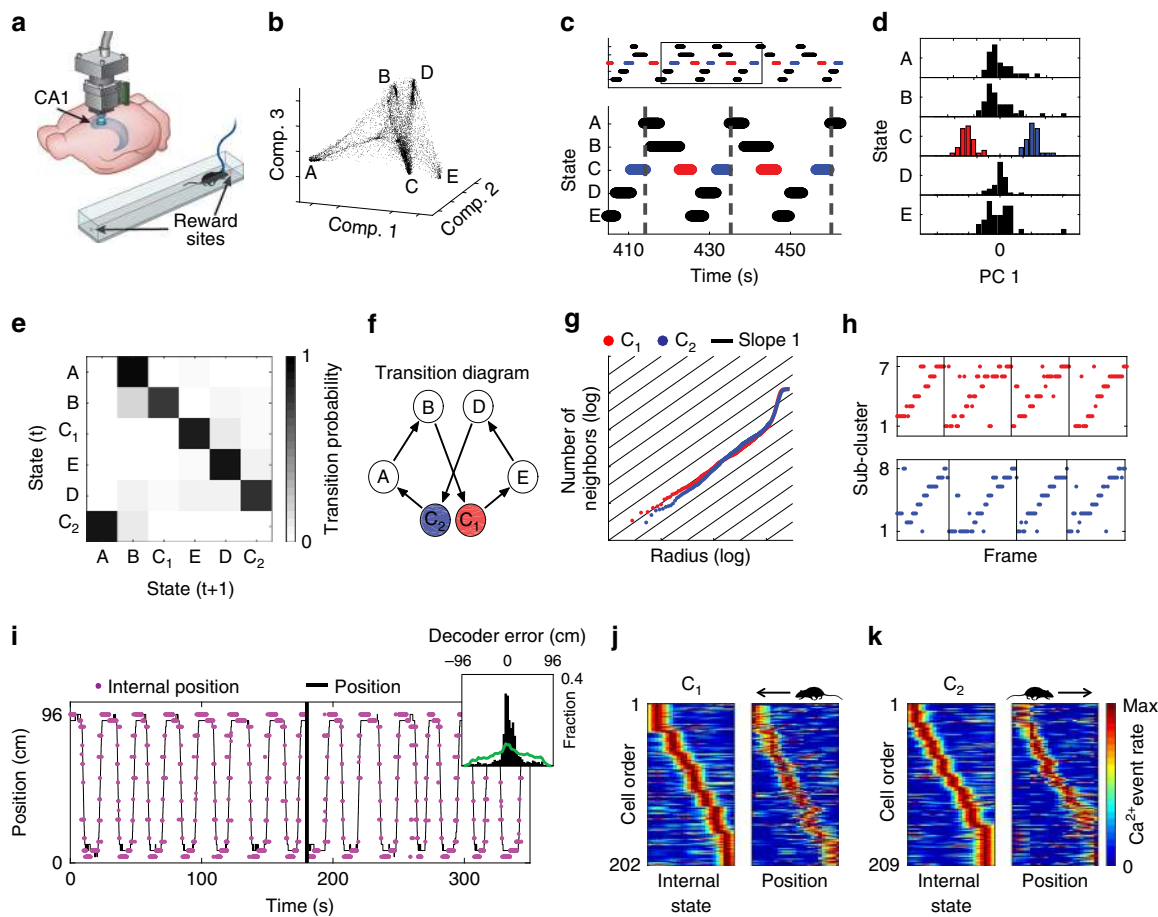 a
CA1
Reward
sites
b
Comp. 3
B
D
A
C
E
Comp. 1
Comp. 2
c
State
A
B
C
D
E
410
430
450
Time (s)
d
State
A
B
C
D
E
0
PC 1
e
State (t)
A
B
C1
E
D
C2
A
B
C1
E
D
C2
State (t+1)
1
0
Transition probability
f
Transition diagram
B
D
A
E
C2
C1
g
C1
C2
Slope 1
Number of
neighbors (log)
Radius (log)
h
7
1
Sub-cluster
8
1
Frame
i
Internal position
Position
Position (cm)
96
0
0
100
200
300
Time (s)
Decoder error (cm)
−96
0
96
0.4
Fraction
j
C1
1
Cell order
202
Internal
state
Position
k
C2
1
Cell order
209
Internal
state
Position
Max
0
Ca2+ event rate